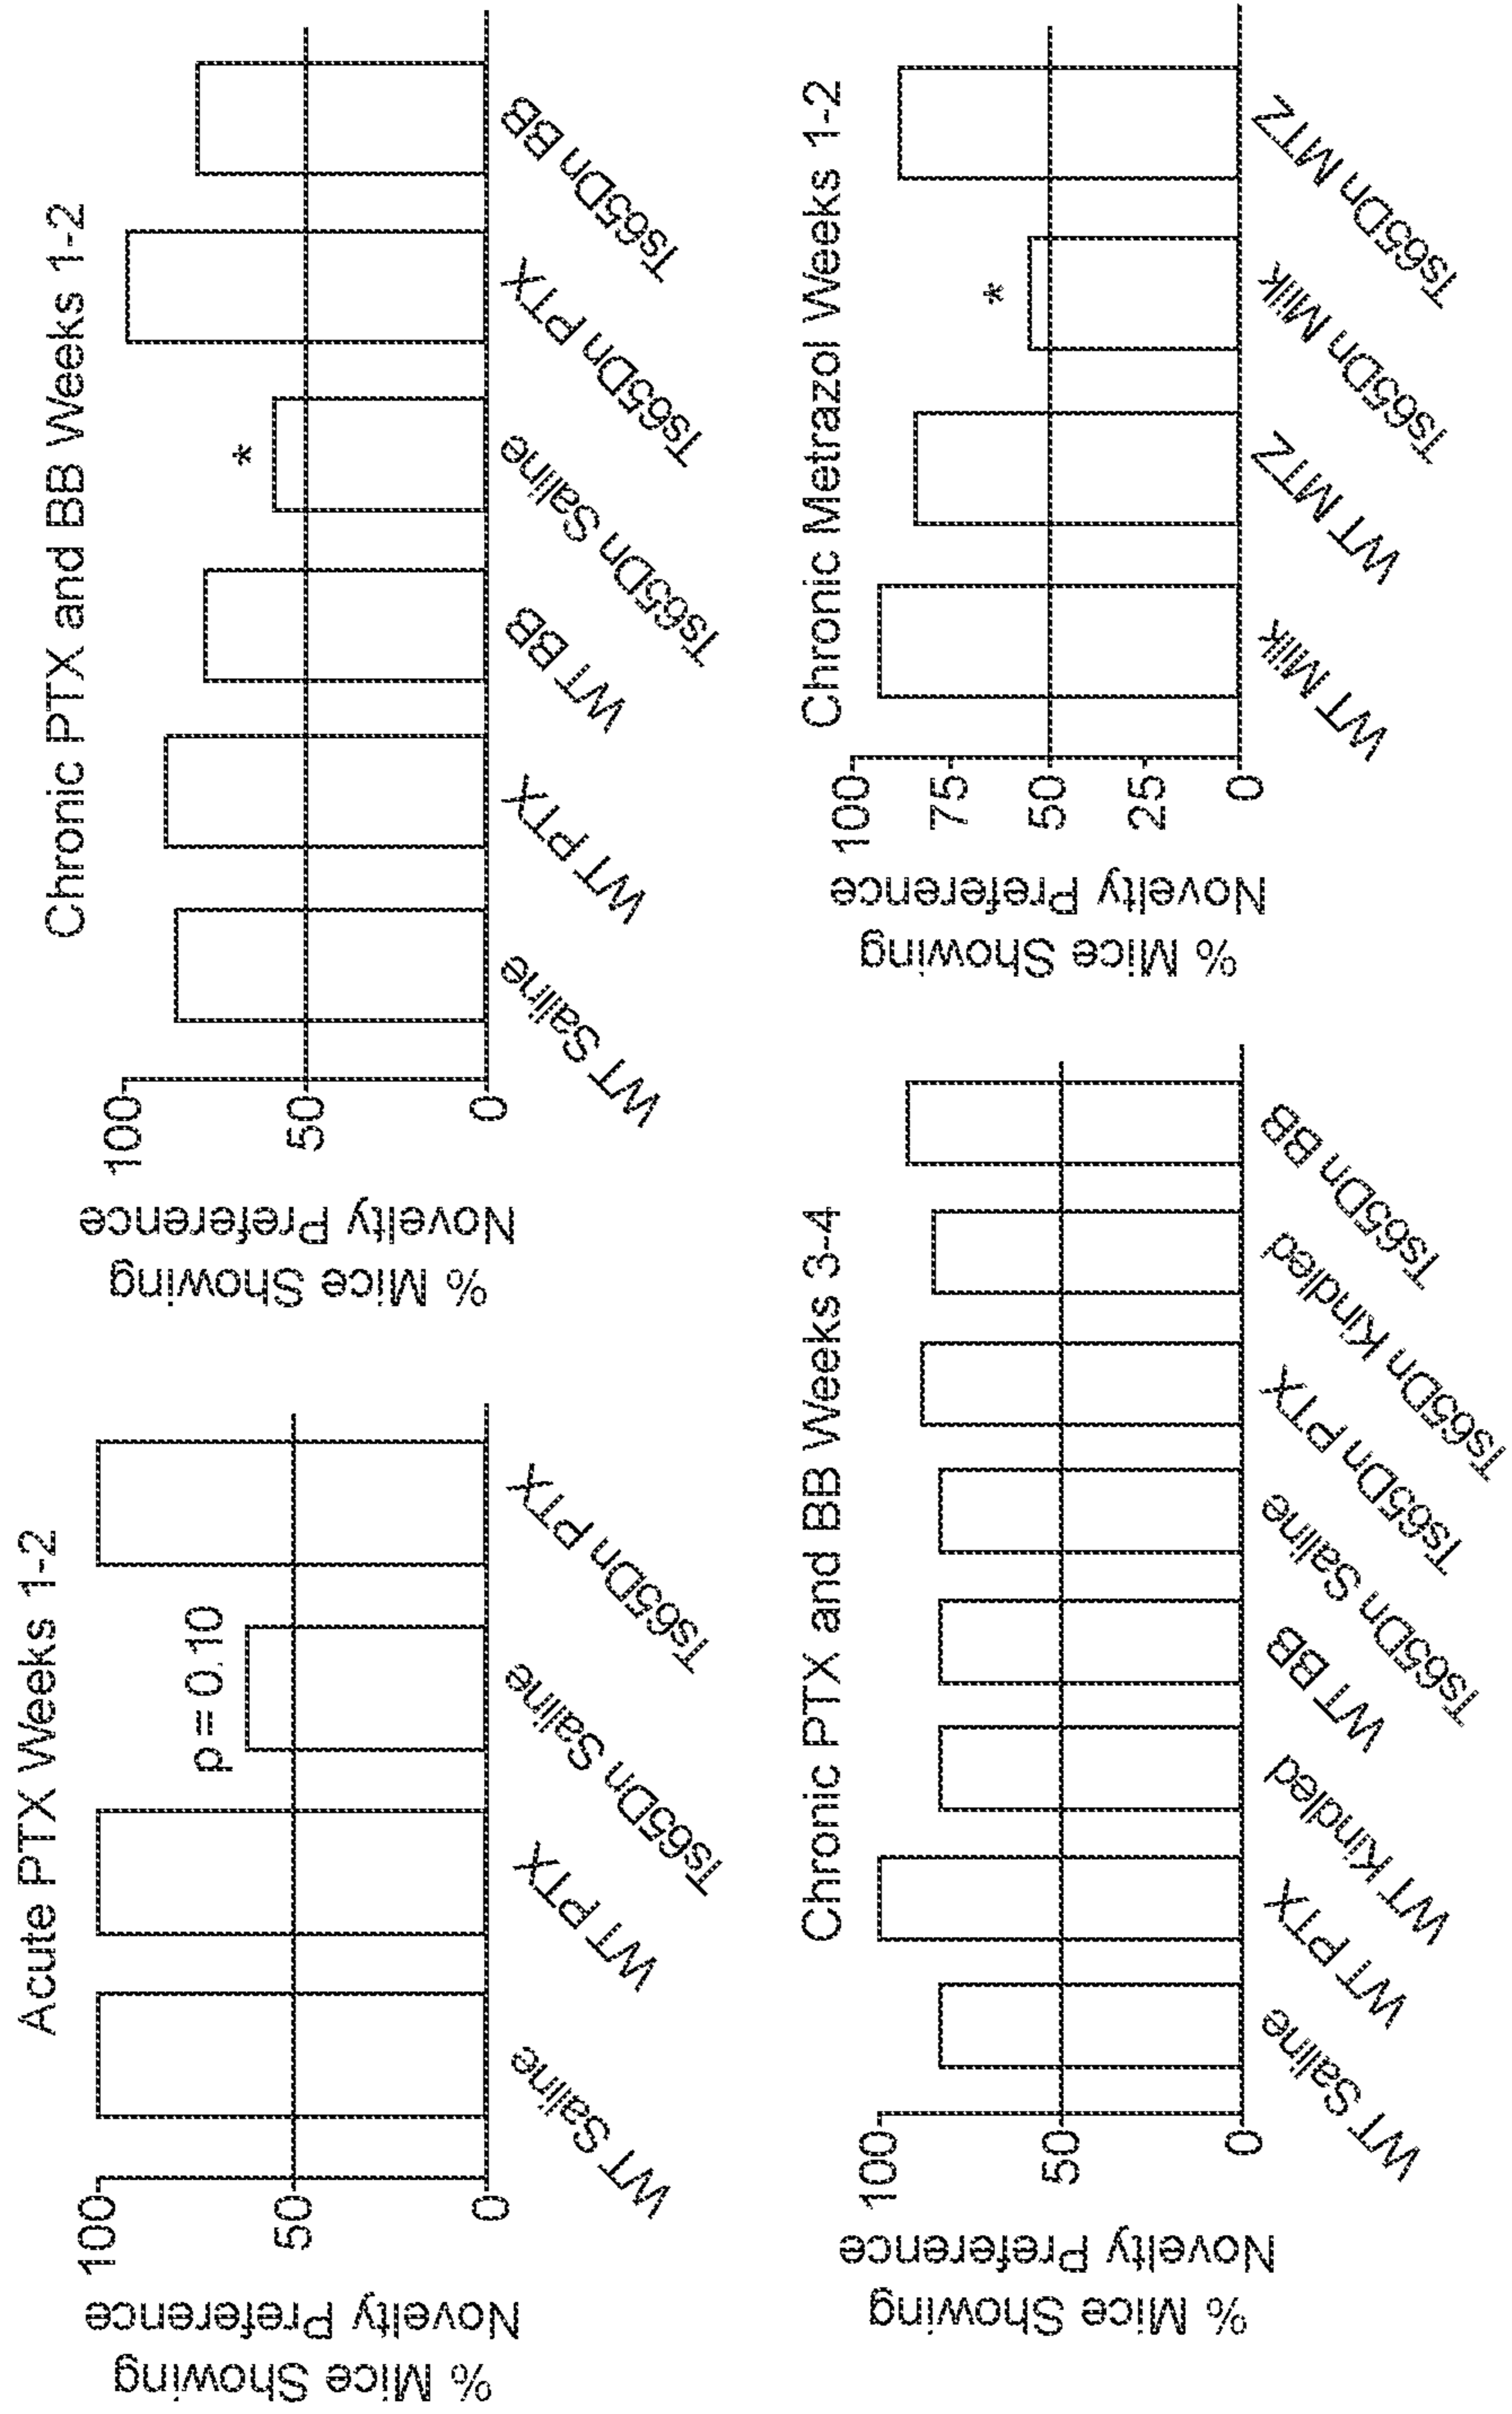 Acute PTX Weeks 1-2
% Mice Showing
Novelty Preference
100
50
0
p = 0.10
WT Saline
WT PTX
Ts65Dn Saline
Ts65Dn PTX
Chronic PTX and BB Weeks 1-2
% Mice Showing
Novelty Preference
100
50
0
*
WT Saline
WT PTX
WT BB
Ts65Dn Saline
Ts65Dn PTX
Ts65Dn BB
Chronic PTX and BB Weeks 3-4
% Mice Showing
Novelty Preference
100
50
0
WT Saline
WT PTX
WT Kindled
WT BB
Ts65Dn Saline
Ts65Dn PTX
Ts65Dn Kindled
Ts65Dn BB
Chronic Metrazol Weeks 1-2
% Mice Showing
Novelty Preference
100
75
50
25
0
*
WT Milk
WT MTZ
Ts65Dn Milk
Ts65Dn MTZ